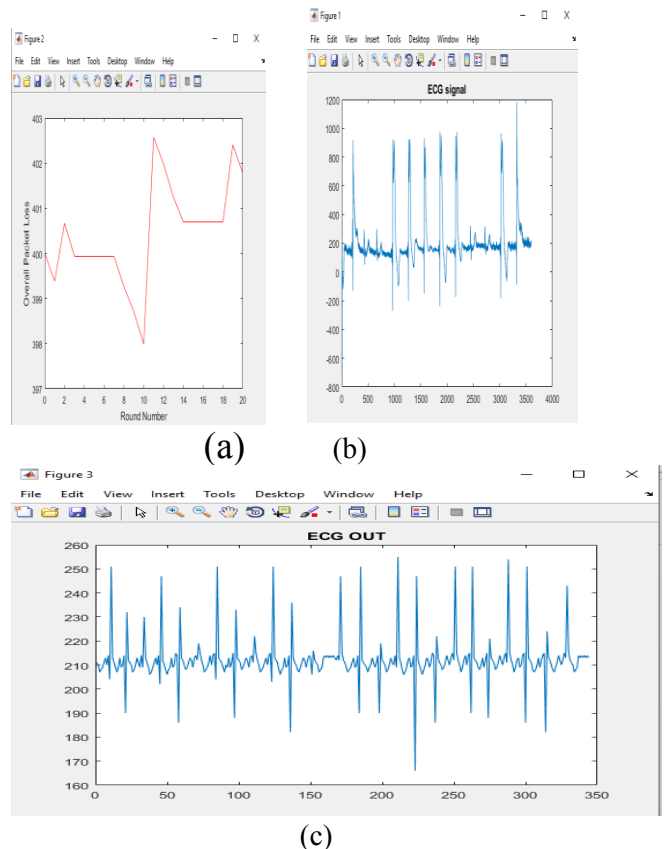 Figure 2
File Edit View Insert Tools Desktop Window Help
403
402
401
400
399
398
397
Overall Packet Loss
0 2 4 6 8 10 12 14 16 18 20
Round Number
(a)
Figure 1
File Edit View Insert Tools Desktop Window Help
ECG signal
1200
1000
800
600
400
200
0
-200
-400
-600
-800
0 500 1000 1500 2000 2500 3000 3500 4000
(b)
Figure 3
File Edit View Insert Tools Desktop Window Help
ECG OUT
260
250
240
230
220
210
200
190
180
170
160
0 50 100 150 200 250 300 350
(c)